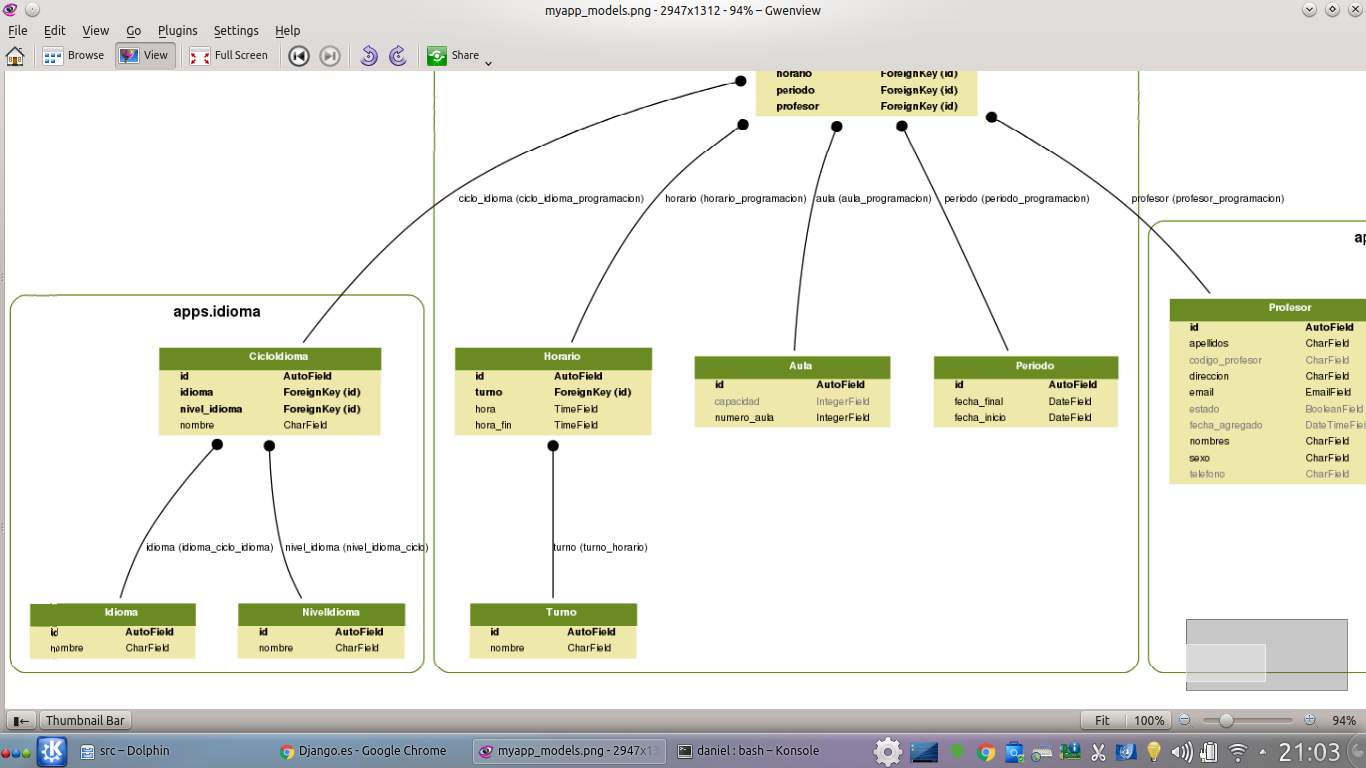 myapp_models.png - 2947x1312 - 94% – Gwenview
File Edit View Go Plugins Settings Help
Browse View Full Screen Share
horario ForeignKey (id)
periodo ForeignKey (id)
profesor ForeignKey (id)
ciclo_idioma (ciclo_idioma_programacion) horario (horario_programacion) aula (aula_programacion) periodo (periodo_programacion) profesor (profesor_programacion)
apps.idioma
CicloIdioma
id AutoField
idioma ForeignKey (id)
nivel_idioma ForeignKey (id)
nombre CharField
Horario
id AutoField
turno ForeignKey (id)
hora TimeField
hora_fin TimeField
Aula
id AutoField
capacidad IntegerField
numero_aula IntegerField
Periodo
id AutoField
fecha_final DateField
fecha_inicio DateField
Profesor
id AutoField
apellidos CharField
codigo_profesor CharField
direccion CharField
email EmailField
estado BooleanField
fecha_agregado DateTimeFie
nombres CharField
sexo CharField
telefono CharField
idioma (idioma_ciclo_idioma) nivel_idioma (nivel_idioma_ciclo)
turno (turno_horario)
Idioma
id AutoField
nombre CharField
NivelIdioma
id AutoField
nombre CharField
Turno
id AutoField
nombre CharField
Thumbnail Bar Fit 100% 94%
src – Dolphin Django.es - Google Chrome myapp_models.png - 2947x13 daniel : bash – Konsole 21:03